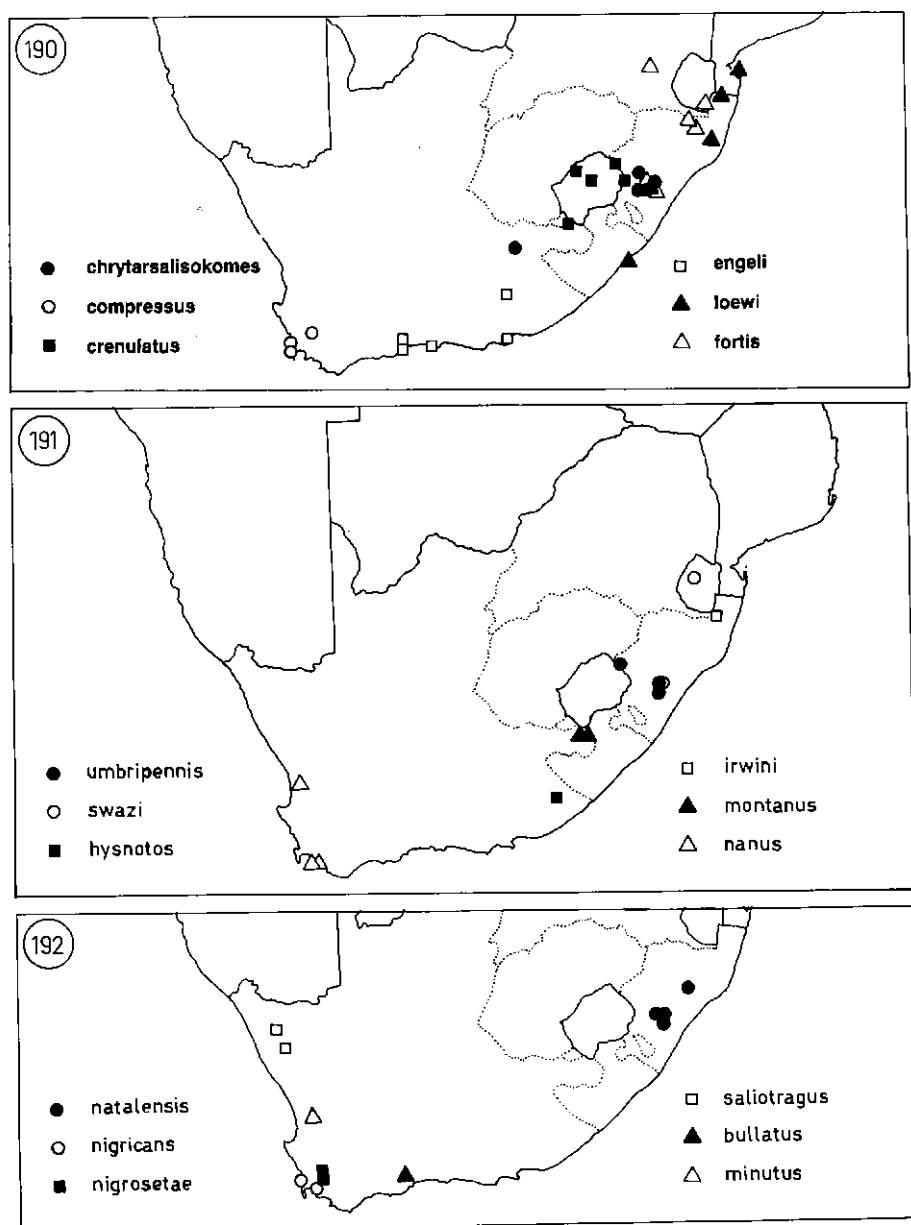 190
chrytarsalisokomes
compressus
crenulatus
engeli
loewi
fortis
191
umbripennis
swazi
hysnotos
irwini
montanus
nanus
192
natalensis
nigricans
nigrosetae
saliotragus
bullatus
minutus